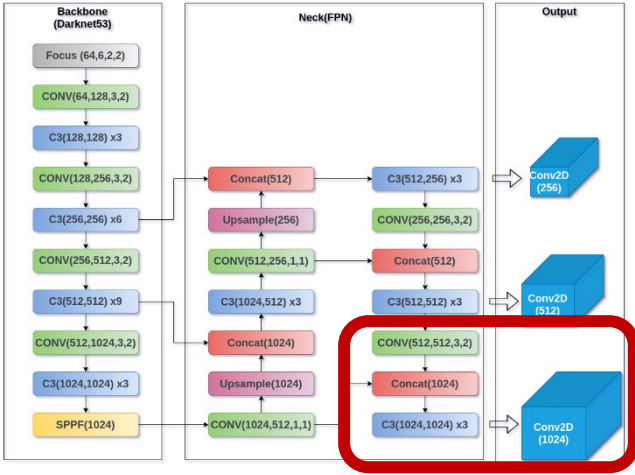 Backbone
(Darknet53)
Focus (64,6,2,2)
CONV(64,128,3,2)
C3(128,128) x3
CONV(128,256,3,2)
C3(256,256) x6
CONV(256,512,3,2)
C3(512,512) x9
CONV(512,1024,3,2)
C3(1024,1024) x3
SPPF(1024)
Neck(FPN)
Concat(512)
Upsample(256)
CONV(512,256,1,1)
C3(1024,512) x3
Concat(1024)
Upsample(1024)
CONV(1024,512,1,1)
C3(512,256) x3
CONV(256,256,3,2)
Concat(512)
C3(512,512) x3
CONV(512,512,3,2)
Concat(1024)
C3(1024,1024) x3
Output
Conv2D
(256)
Conv2D
(512)
Conv2D
(1024)